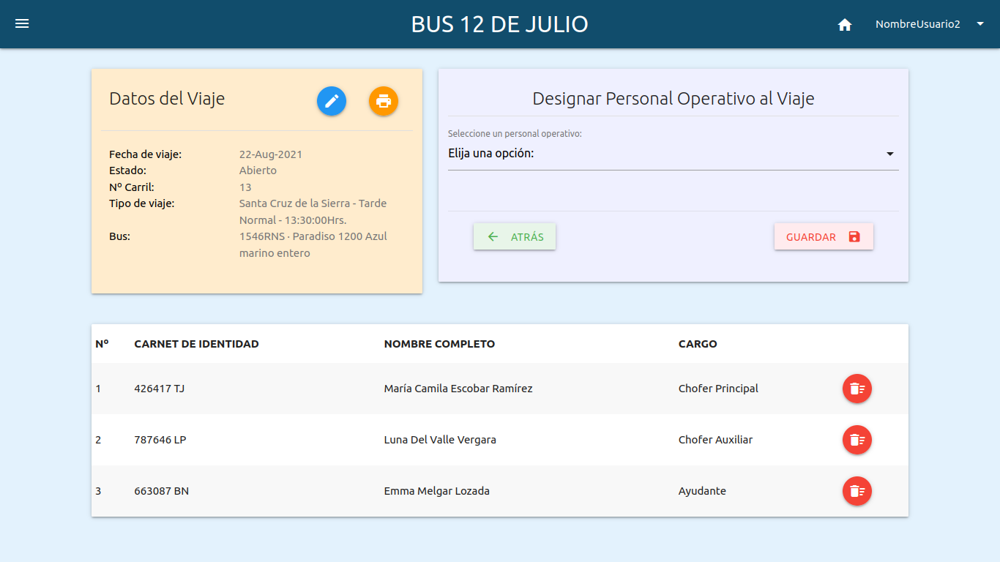 BUS 12 DE JULIO
NombreUsuario2
Datos del Viaje
Fecha de viaje: 22-Aug-2021
Estado: Abierto
Nº Carril: 13
Tipo de viaje: Santa Cruz de la Sierra - Tarde
Normal - 13:30:00Hrs.
Bus: 1546RNS · Paradiso 1200 Azul
marino entero
Designar Personal Operativo al Viaje
Seleccione un personal operativo:
Elija una opción:
ATRÁS
GUARDAR
Nº CARNET DE IDENTIDAD NOMBRE COMPLETO CARGO
1 426417 TJ María Camila Escobar Ramírez Chofer Principal
2 787646 LP Luna Del Valle Vergara Chofer Auxiliar
3 663087 BN Emma Melgar Lozada Ayudante